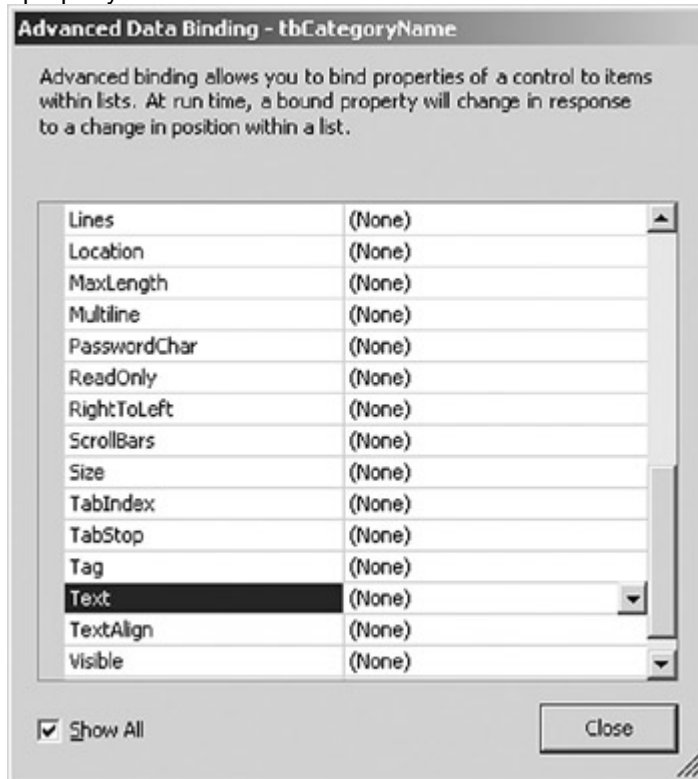 Advanced Data Binding - tbCategoryName
Advanced binding allows you to bind properties of a control to items
within lists. At run time, a bound property will change in response
to a change in position within a list.
Lines (None)
Location (None)
MaxLength (None)
Multiline (None)
PasswordChar (None)
ReadOnly (None)
RightToLeft (None)
ScrollBars (None)
Size (None)
TabIndex (None)
TabStop (None)
Tag (None)
Text (None)
TextAlign (None)
Visible (None)
Show All Close